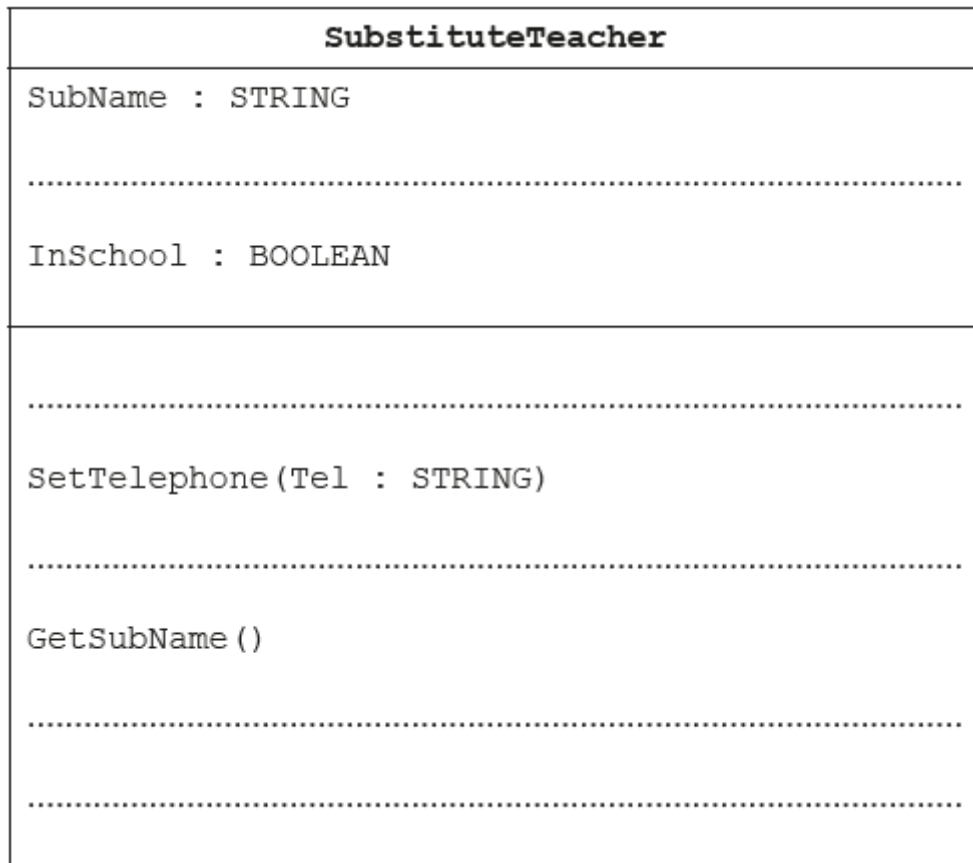 SubstituteTeacher
SubName : STRING
................................................................................
InSchool : BOOLEAN
................................................................................
SetTelephone(Tel : STRING)
................................................................................
GetSubName()
................................................................................
................................................................................